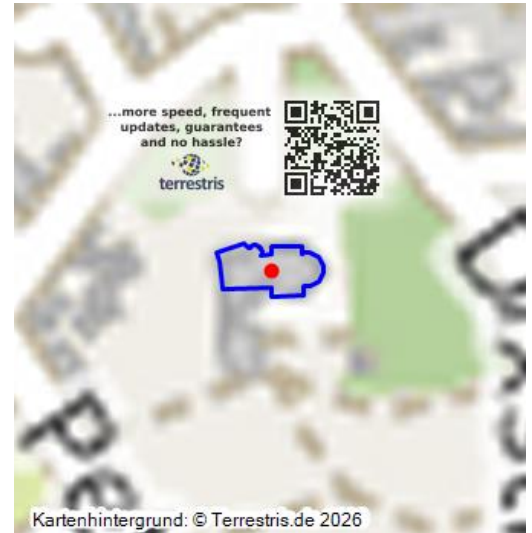 ...more speed, frequent
updates, guarantees
and no hassle?
terrestris
Kartenhintergrund: © Terrestris.de 2026